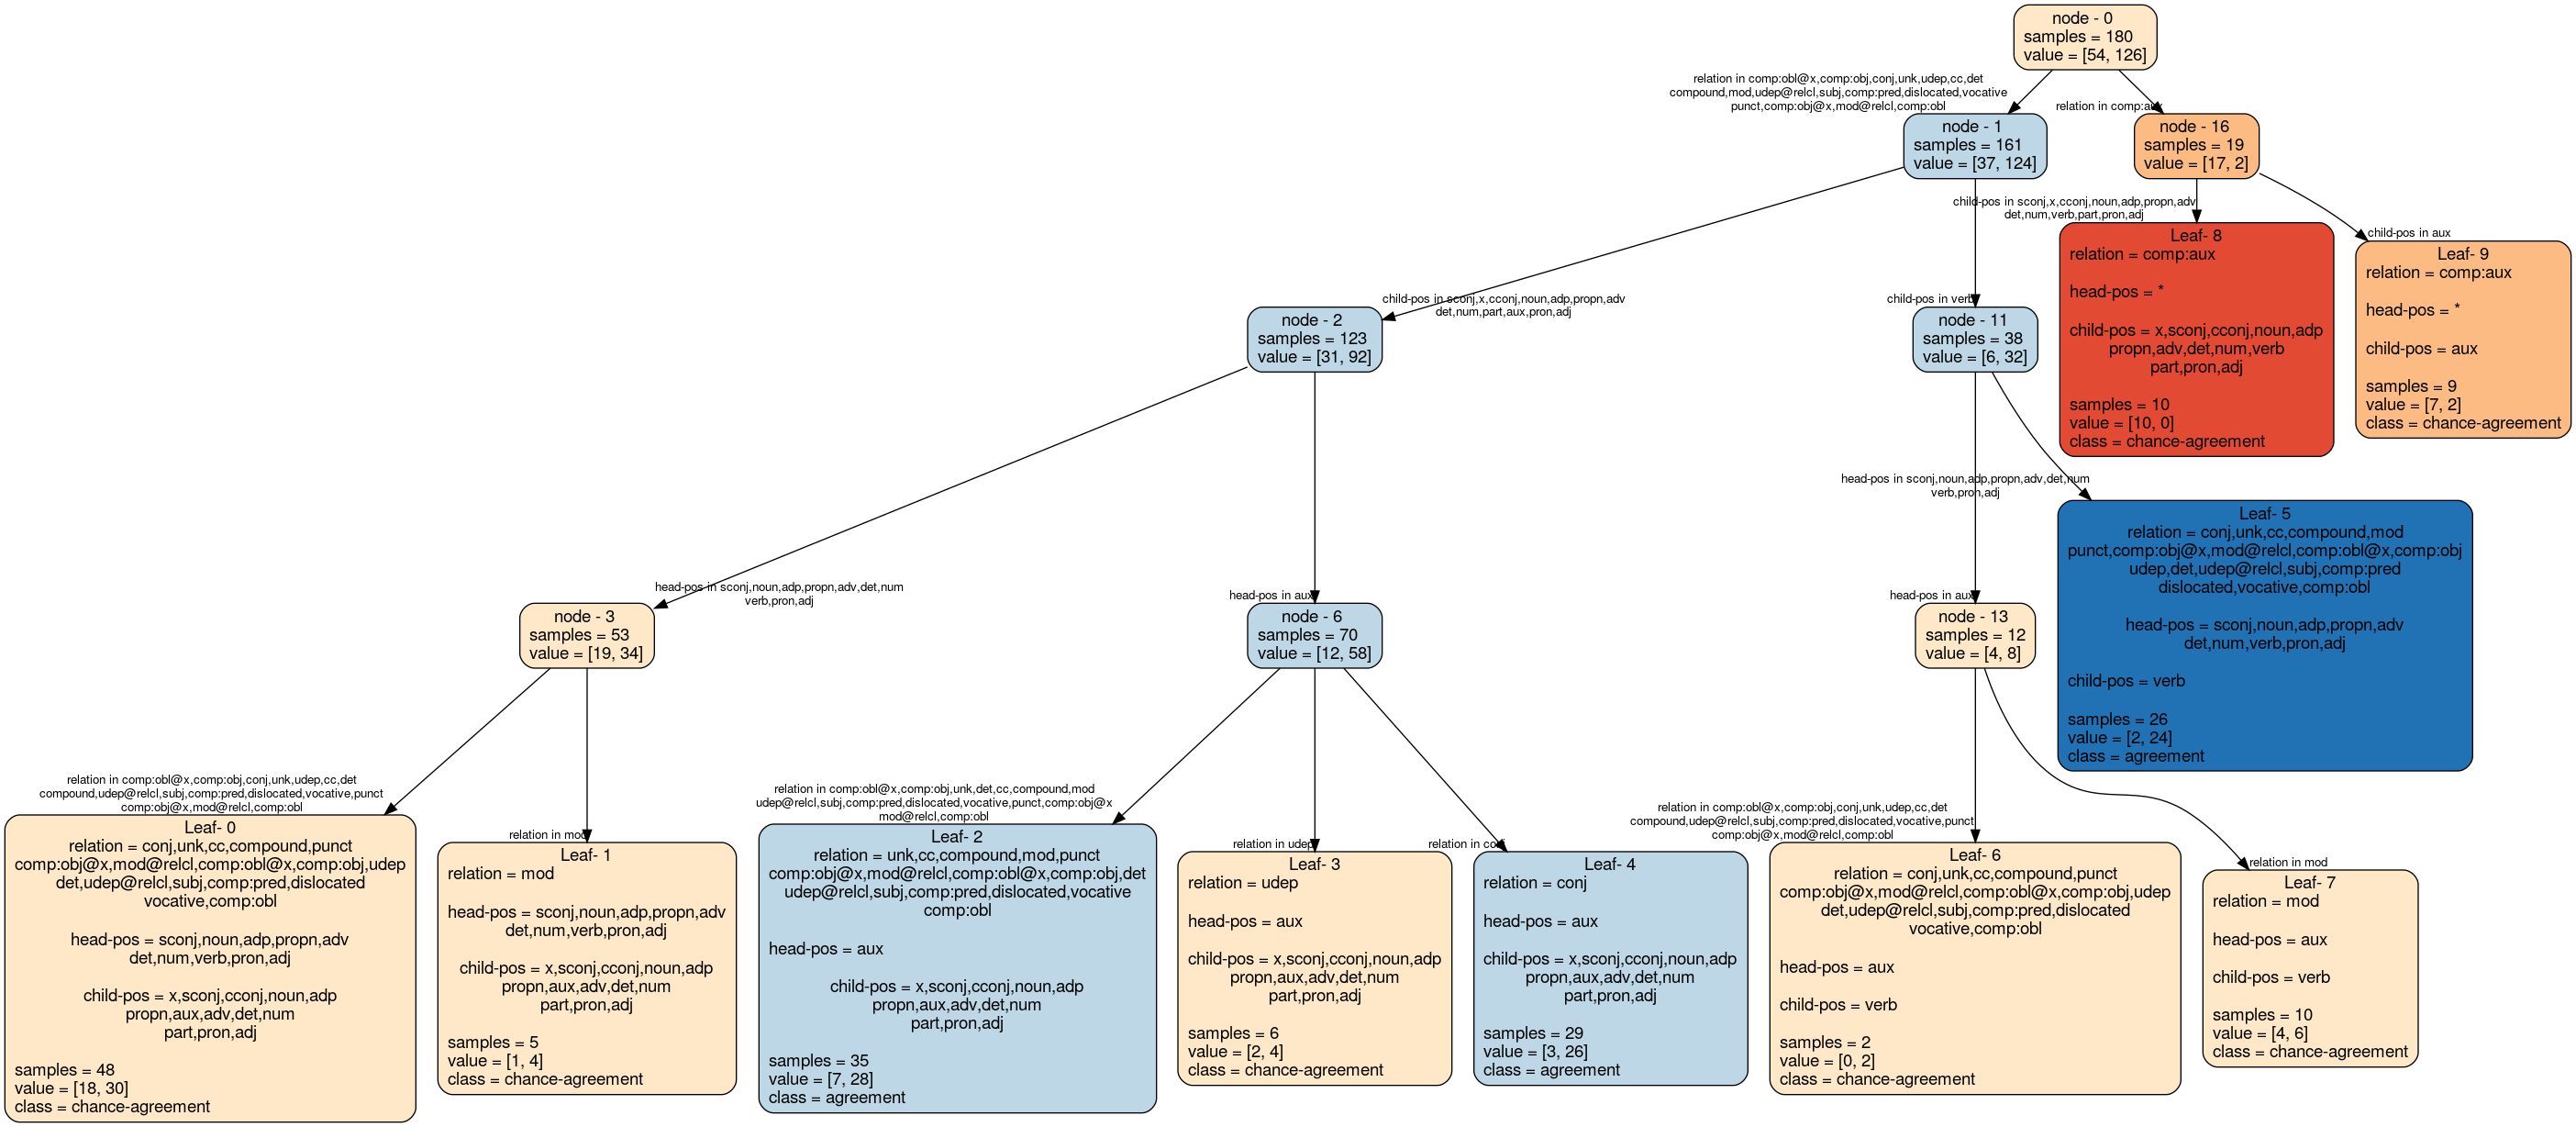 node - 0
samples = 180
value = [54, 126]
relation in comp:obl@x,comp:obj,conj,unk,udep,cc,det
compound,mod,udep@relcl,subj,comp:pred,dislocated,vocative
punct,comp:obj@x,mod@relcl,comp:obl
relation in comp:aux
node - 1
samples = 161
value = [37, 124]
node - 16
samples = 19
value = [17, 2]
child-pos in sconj,x,cconj,noun,adp,propn,adv
det,num,verb,part,pron,adj
child-pos in aux
Leaf- 8
relation = comp:aux
head-pos = *
child-pos = x,sconj,cconj,noun,adp
propn,adv,det,num,verb
part,pron,adj
samples = 10
value = [10, 0]
class = chance-agreement
Leaf- 9
relation = comp:aux
head-pos = *
child-pos = aux
samples = 9
value = [7, 2]
class = chance-agreement
child-pos in sconj,x,cconj,noun,adp,propn,adv
det,num,part,aux,pron,adj
child-pos in verb
node - 2
samples = 123
value = [31, 92]
node - 11
samples = 38
value = [6, 32]
head-pos in sconj,noun,adp,propn,adv,det,num
verb,pron,adj
Leaf- 5
relation = conj,unk,cc,compound,mod
punct,comp:obj@x,mod@relcl,comp:obl@x,comp:obj
udep,det,udep@relcl,subj,comp:pred
dislocated,vocative,comp:obl
head-pos = sconj,noun,adp,propn,adv
det,num,verb,pron,adj
child-pos = verb
samples = 26
value = [2, 24]
class = agreement
head-pos in sconj,noun,adp,propn,adv,det,num
verb,pron,adj
head-pos in aux
head-pos in aux
node - 3
samples = 53
value = [19, 34]
node - 6
samples = 70
value = [12, 58]
node - 13
samples = 12
value = [4, 8]
relation in comp:obl@x,comp:obj,conj,unk,udep,cc,det
compound,udep@relcl,subj,comp:pred,dislocated,vocative,punct
comp:obj@x,mod@relcl,comp:obl
relation in mod
relation in comp:obl@x,comp:obj,unk,det,cc,compound,mod
udep@relcl,subj,comp:pred,dislocated,vocative,punct,comp:obj@x
mod@relcl,comp:obl
relation in udep
relation in conj
relation in comp:obl@x,comp:obj,conj,unk,udep,cc,det
compound,udep@relcl,subj,comp:pred,dislocated,vocative,punct
comp:obj@x,mod@relcl,comp:obl
relation in mod
Leaf- 0
relation = conj,unk,cc,compound,punct
comp:obj@x,mod@relcl,comp:obl@x,comp:obj,udep
det,udep@relcl,subj,comp:pred,dislocated
vocative,comp:obl
head-pos = sconj,noun,adp,propn,adv
det,num,verb,pron,adj
child-pos = x,sconj,cconj,noun,adp
propn,aux,adv,det,num
part,pron,adj
samples = 48
value = [18, 30]
class = chance-agreement
Leaf- 1
relation = mod
head-pos = sconj,noun,adp,propn,adv
det,num,verb,pron,adj
child-pos = x,sconj,cconj,noun,adp
propn,aux,adv,det,num
part,pron,adj
samples = 5
value = [1, 4]
class = chance-agreement
Leaf- 2
relation = unk,cc,compound,mod,punct
comp:obj@x,mod@relcl,comp:obl@x,comp:obj,det
udep@relcl,subj,comp:pred,dislocated,vocative
comp:obl
head-pos = aux
child-pos = x,sconj,cconj,noun,adp
propn,aux,adv,det,num
part,pron,adj
samples = 35
value = [7, 28]
class = agreement
Leaf- 3
relation = udep
head-pos = aux
child-pos = x,sconj,cconj,noun,adp
propn,aux,adv,det,num
part,pron,adj
samples = 6
value = [2, 4]
class = chance-agreement
Leaf- 4
relation = conj
head-pos = aux
child-pos = x,sconj,cconj,noun,adp
propn,aux,adv,det,num
part,pron,adj
samples = 29
value = [3, 26]
class = agreement
Leaf- 6
relation = conj,unk,cc,compound,punct
comp:obj@x,mod@relcl,comp:obl@x,comp:obj,udep
det,udep@relcl,subj,comp:pred,dislocated
vocative,comp:obl
head-pos = aux
child-pos = verb
samples = 2
value = [0, 2]
class = chance-agreement
Leaf- 7
relation = mod
head-pos = aux
child-pos = verb
samples = 10
value = [4, 6]
class = chance-agreement